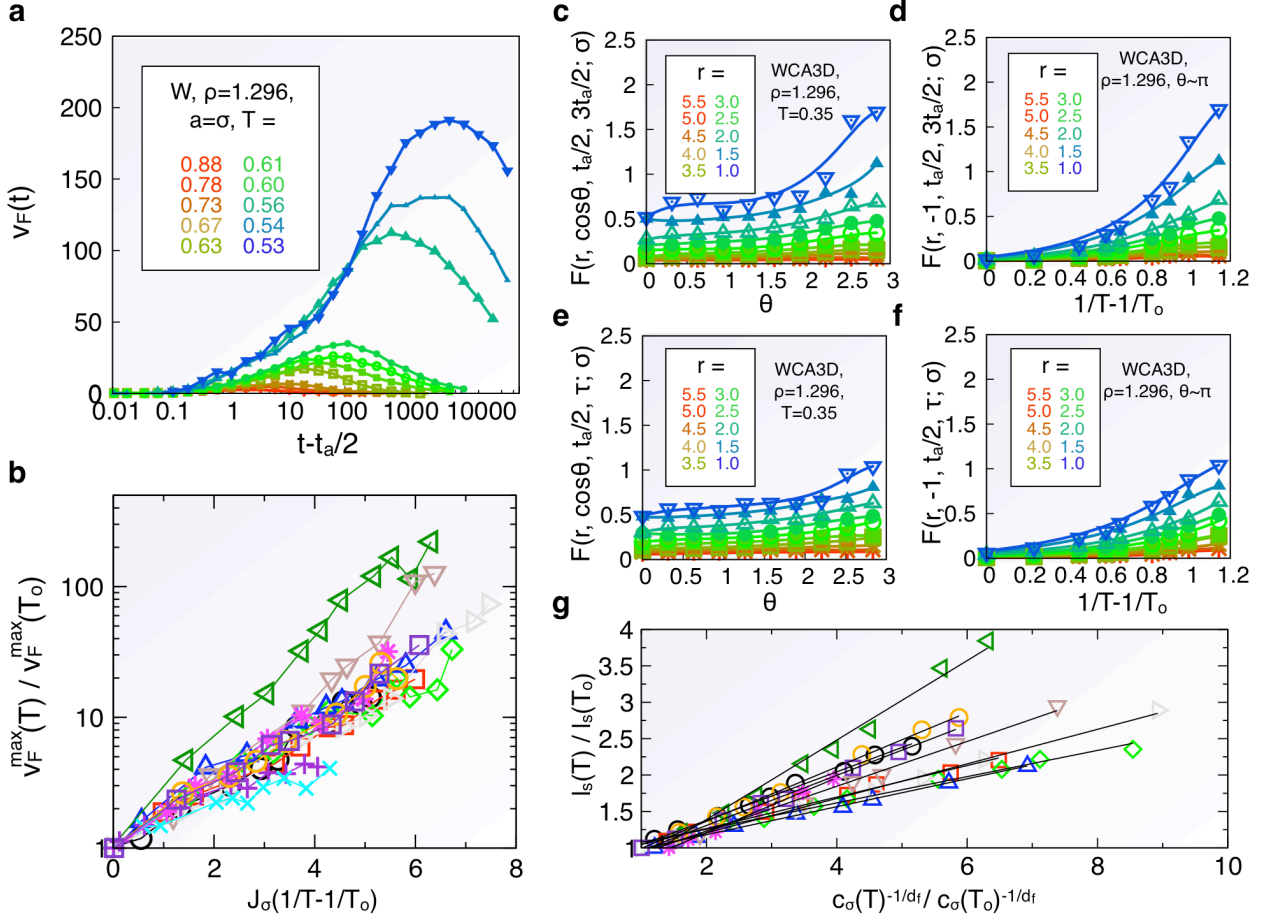 a
250
200
150
100
50
0
v_F(t)
W, ρ=1.296,
a=σ, T =
0.88 0.61
0.78 0.60
0.73 0.56
0.67 0.54
0.63 0.53
0.01 0.1 1 10 100 1000 100000
t-t_a/2
b
100
10
1
v_F^max(T) / v_F^max(T_o)
0 2 4 6 8
J_σ(1/T-1/T_o)
c
2.5
2
1.5
1
0.5
0
F(r, cosθ, t_a/2, 3t_a/2; σ)
r =
5.5 3.0
5.0 2.5
4.5 2.0
4.0 1.5
3.5 1.0
WCA3D,
ρ=1.296,
T=0.35
0 0.5 1 1.5 2 2.5 3
θ
d
2.5
2
1.5
1
0.5
0
F(r, -1, t_a/2, 3t_a/2; σ)
r =
5.5 3.0
5.0 2.5
4.5 2.0
4.0 1.5
3.5 1.0
WCA3D,
ρ=1.296, θ~π
0 0.2 0.4 0.6 0.8 1 1.2
1/T-1/T_o
e
2.5
2
1.5
1
0.5
0
F(r, cosθ, t_a/2, τ; σ)
r =
5.5 3.0
5.0 2.5
4.5 2.0
4.0 1.5
3.5 1.0
WCA3D,
ρ=1.296,
T=0.35
0 0.5 1 1.5 2 2.5 3
θ
f
2.5
2
1.5
1
0.5
0
F(r, -1, t_a/2, τ; σ)
r =
5.5 3.0
5.0 2.5
4.5 2.0
4.0 1.5
3.5 1.0
WCA3D,
ρ=1.296, θ~π
0 0.2 0.4 0.6 0.8 1 1.2
1/T-1/T_o
g
4
3.5
3
2.5
2
1.5
1
l_s(T) / l_s(T_o)
2 4 6 8 10
c_σ(T)^-1/d_f / c_σ(T_o)^-1/d_f